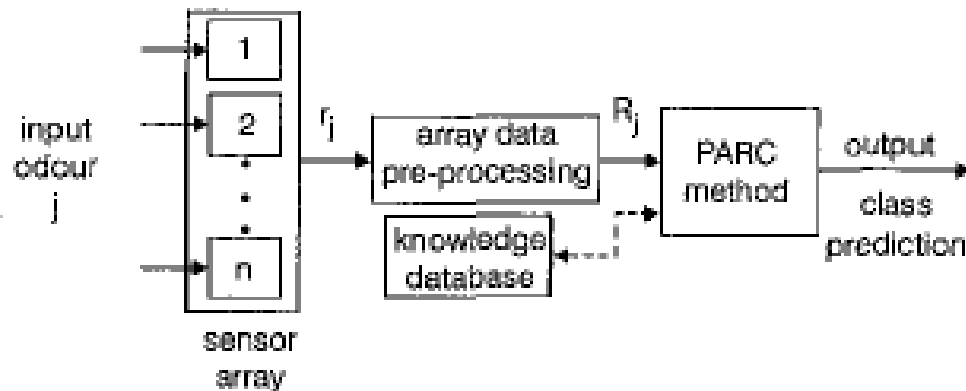 input
odour
j
1
2
n
sensor
array
r_j
array data
pre-processing
R_j
knowledge
database
PARC
method
output
class
prediction